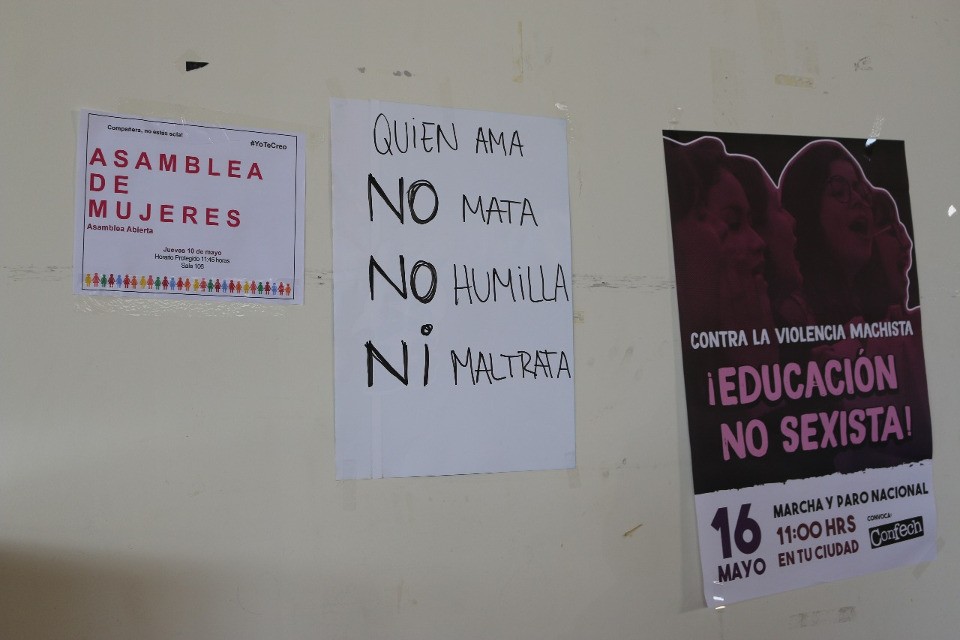 Compañera, no estas sola!
#YoTeCreo
ASAMBLEA
DE
MUJERES
Asamblea Abierta
Jueves 10 de mayo
Horario Protegido 11:45 horas
Sala 105
QUIEN AMA
NO MATA
NO HUMILLA
Ni MALTRATA
CONTRA LA VIOLENCIA MACHISTA
¡EDUCACIÓN
NO SEXISTA!
16
MAYO
MARCHA Y PARO NACIONAL
11:00 HRS
EN TU CIUDAD
CONVOCA:
Confech